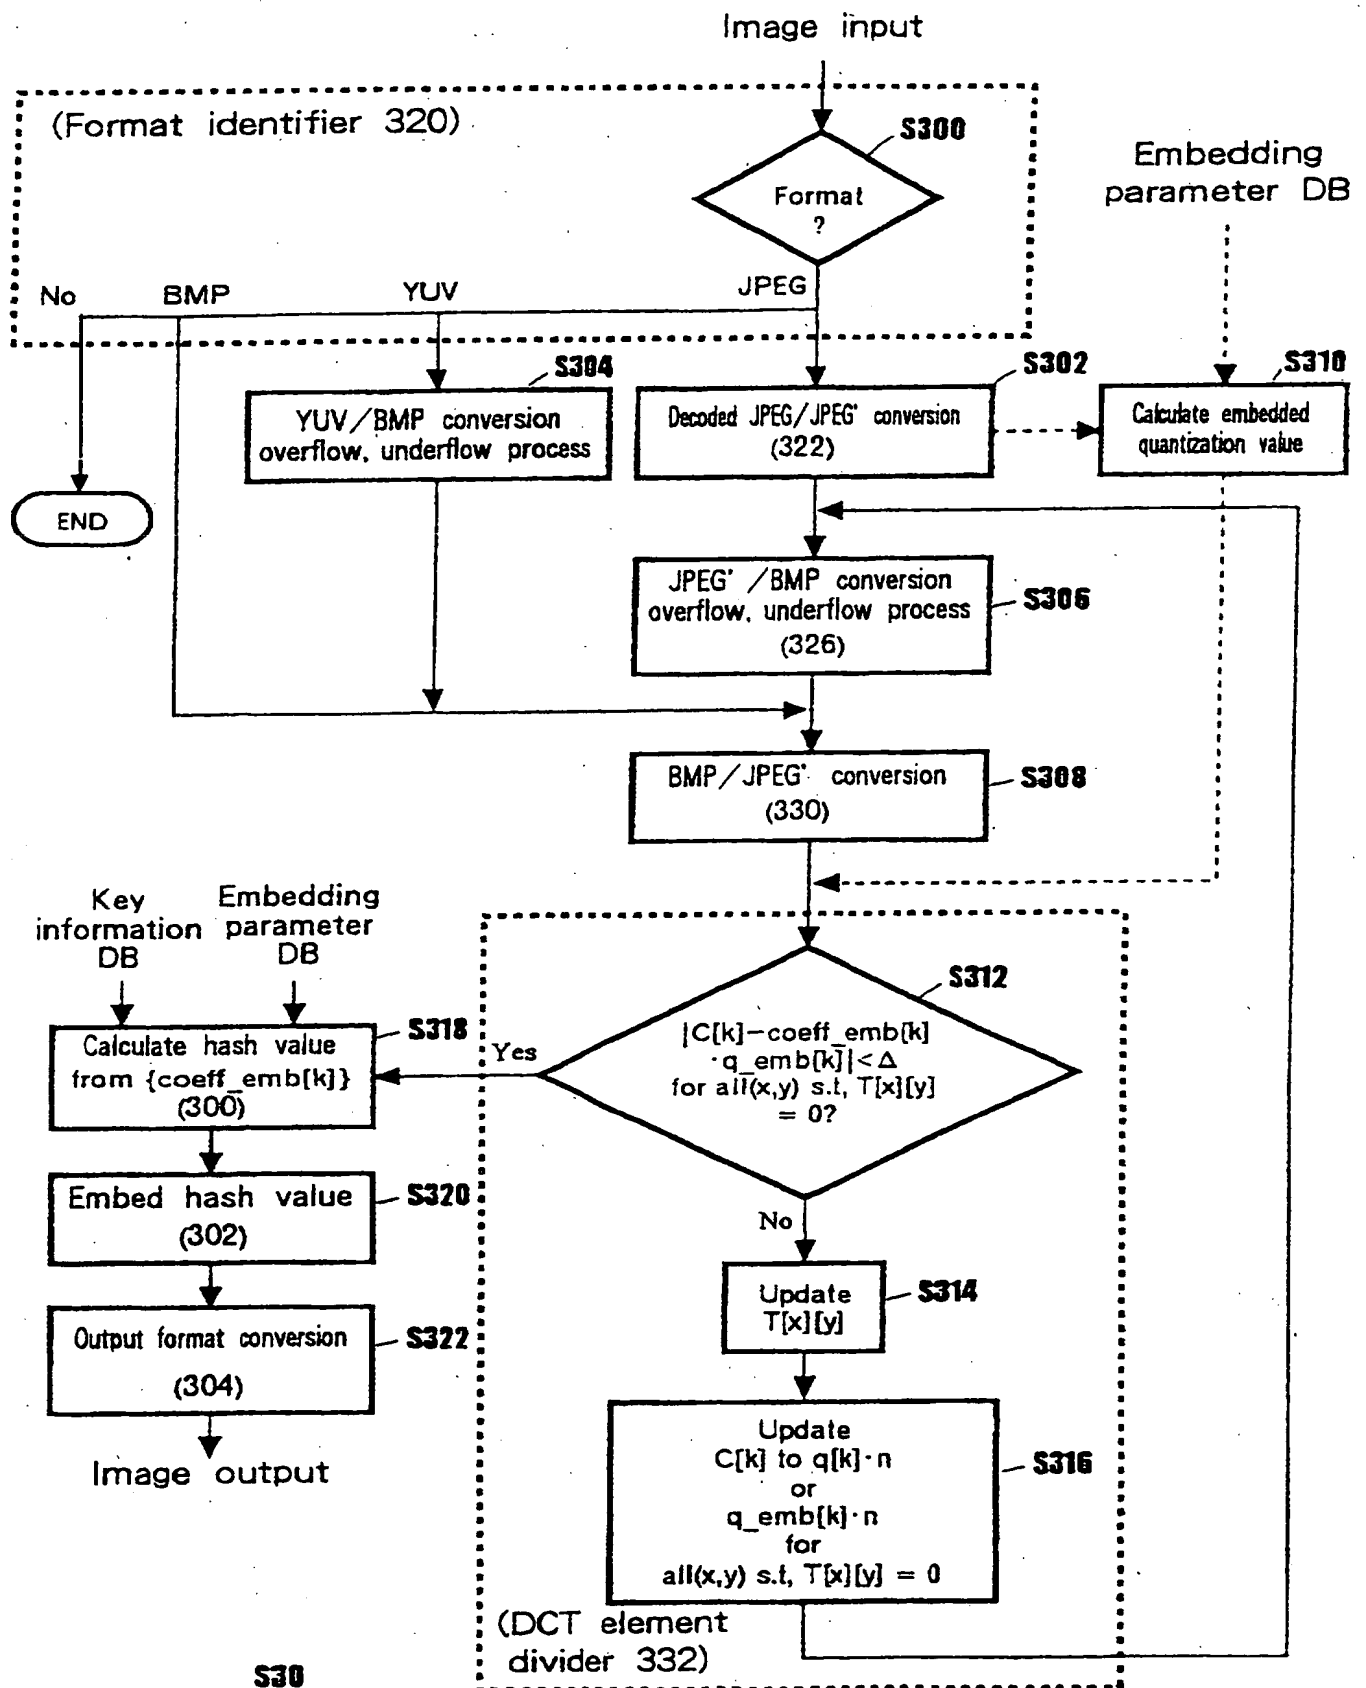 Image input
(Format identifier 320)
S300
Format
?
Embedding
parameter DB
No
BMP
YUV
JPEG
S304
YUV/BMP conversion
overflow, underflow process
S302
Decoded JPEG/JPEG' conversion
(322)
S310
Calculate embedded
quantization value
END
JPEG' /BMP conversion
overflow, underflow process
(326)
S306
BMP/JPEG' conversion
(330)
S308
Key
information
DB
Embedding
parameter
DB
S312
|C[k]-coeff_emb[k]
·q_emb[k]|<Δ
for all(x,y) s.t, T[x][y]
= 0?
Yes
S318
Calculate hash value
from {coeff_emb[k]}
(300)
Embed hash value
(302)
S320
No
Update
T[x][y]
S314
Output format conversion
(304)
S322
Image output
Update
C[k] to q[k]·n
or
q_emb[k]·n
for
all(x,y) s.t, T[x][y] = 0
S316
(DCT element
divider 332)
S30